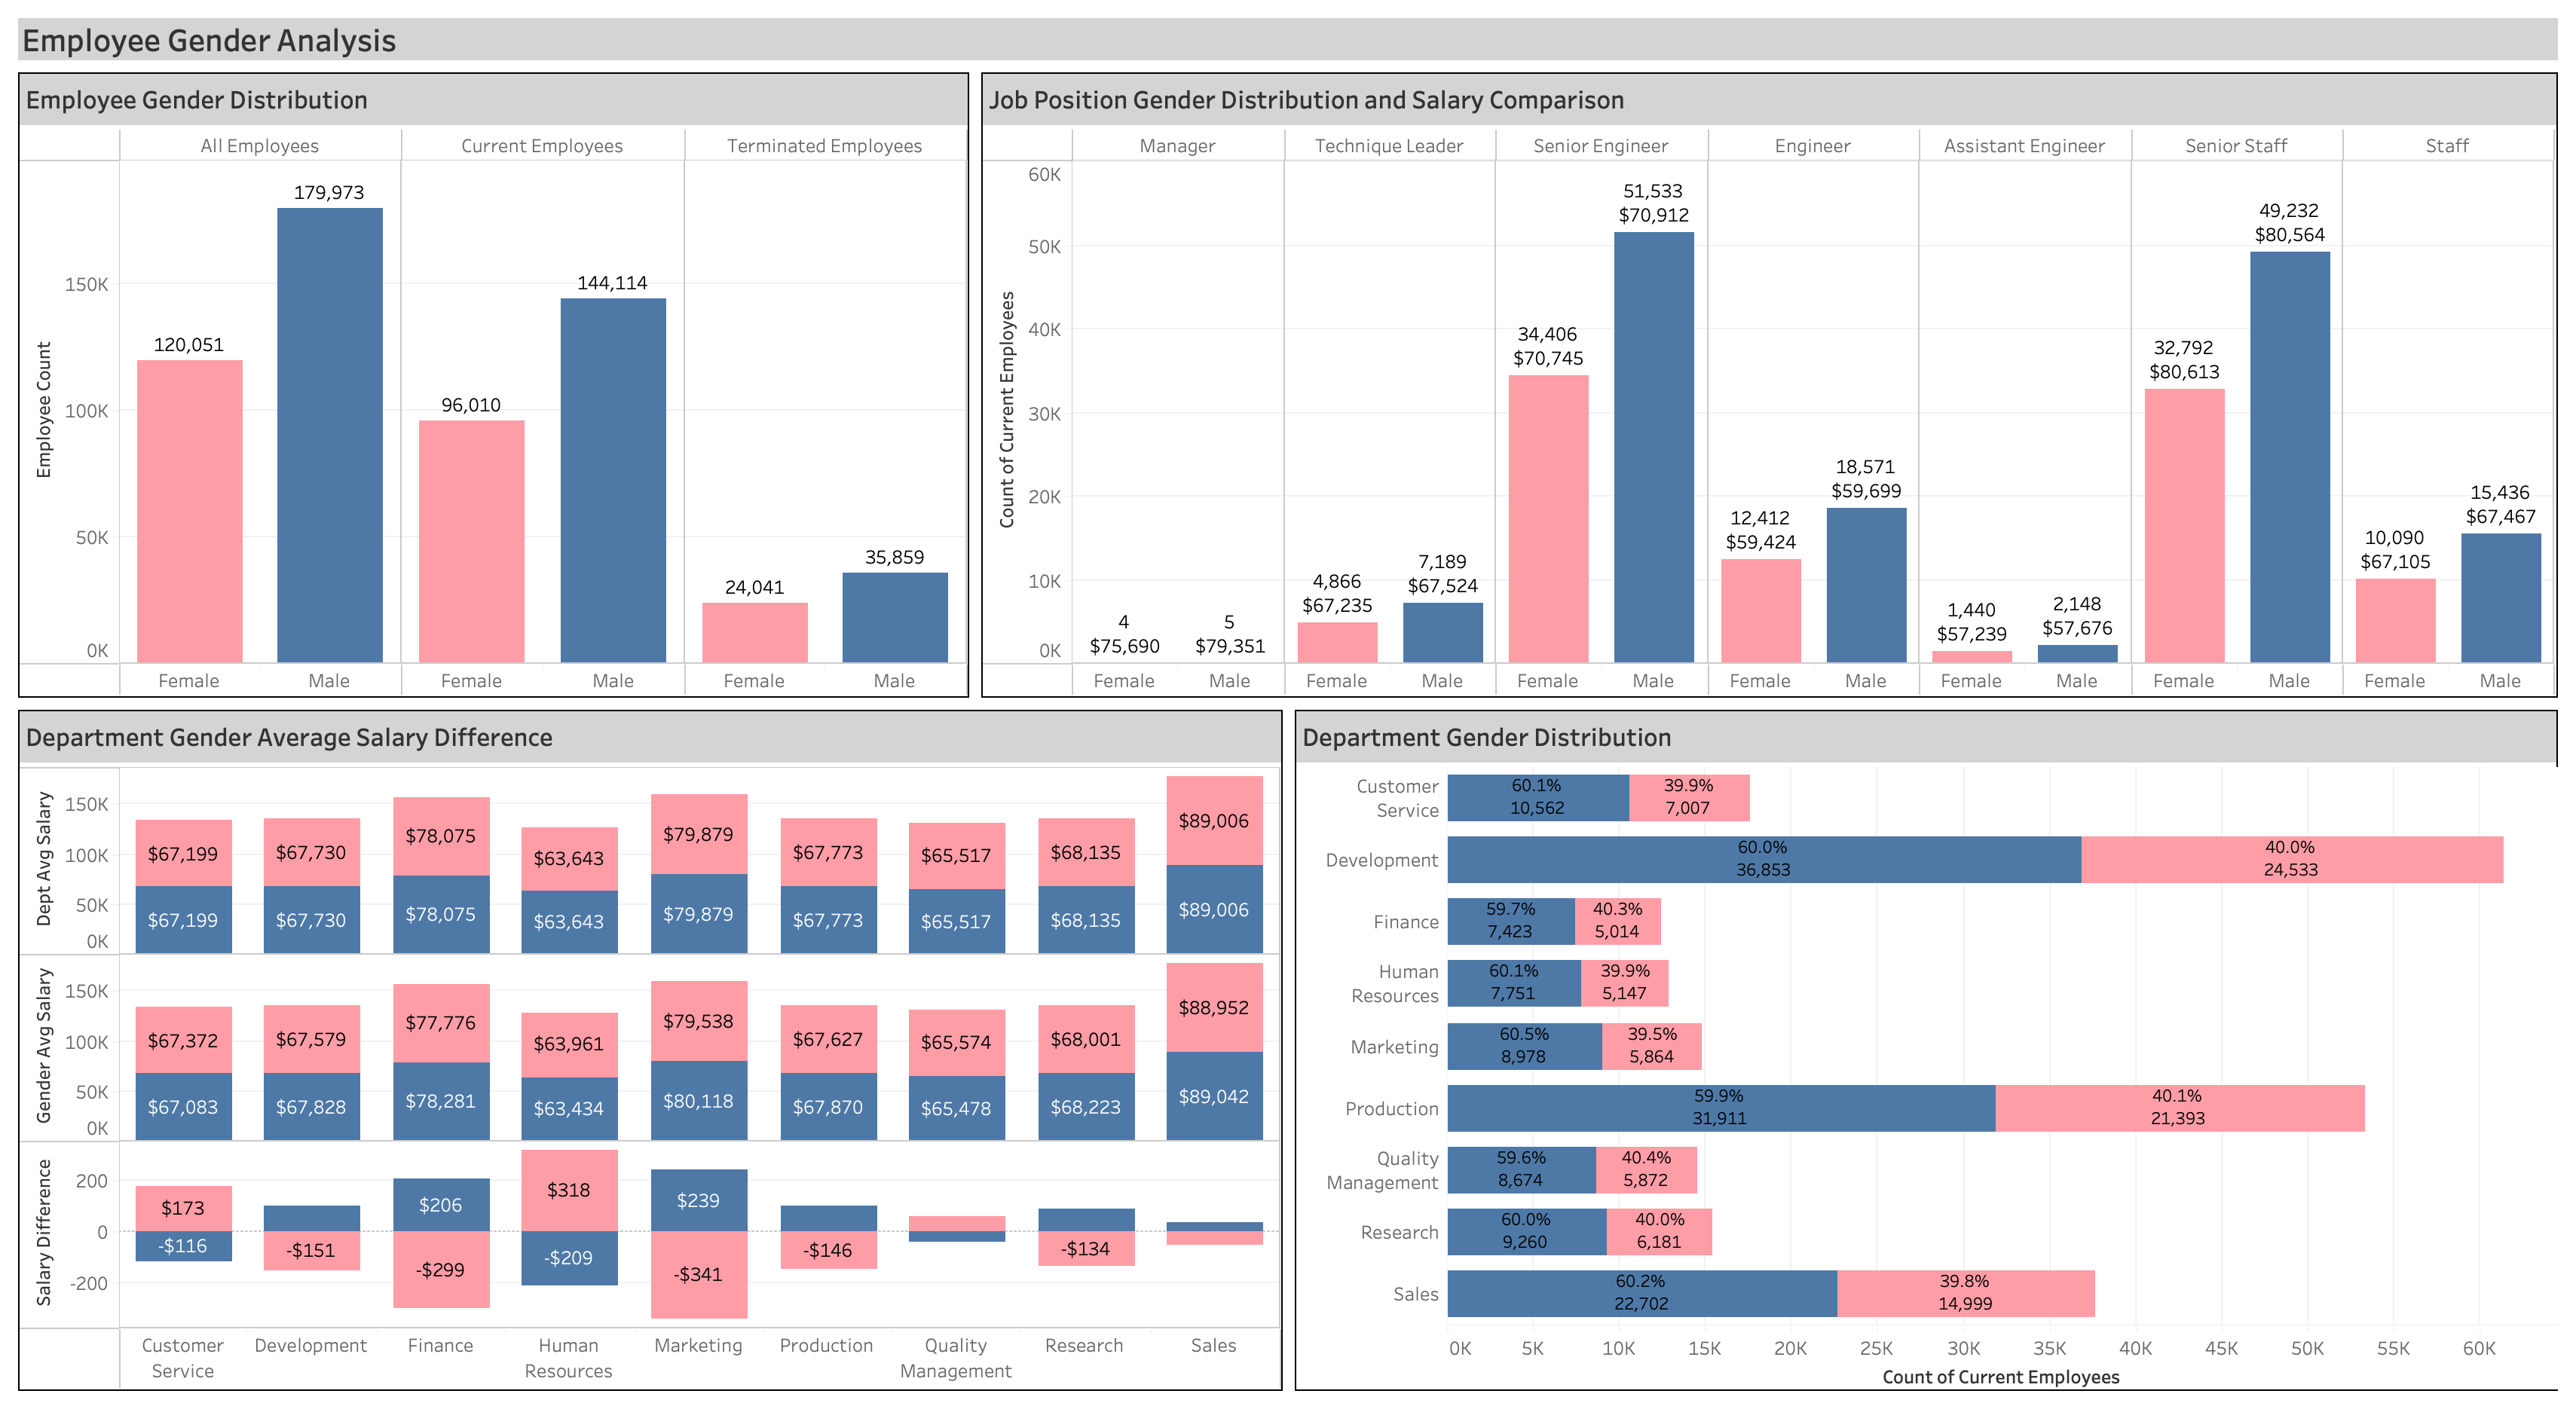 Employee Gender Analysis
Employee Gender Distribution
All Employees
Current Employees
Terminated Employees
Employee Count
150K
100K
50K
0K
120,051
179,973
96,010
144,114
24,041
35,859
Female
Male
Female
Male
Female
Male
Job Position Gender Distribution and Salary Comparison
Manager
Technique Leader
Senior Engineer
Engineer
Assistant Engineer
Senior Staff
Staff
Count of Current Employees
60K
50K
40K
30K
20K
10K
0K
4
$75,690
5
$79,351
4,866
$67,235
7,189
$67,524
34,406
$70,745
51,533
$70,912
12,412
$59,424
18,571
$59,699
1,440
$57,239
2,148
$57,676
32,792
$80,613
49,232
$80,564
10,090
$67,105
15,436
$67,467
Female
Male
Female
Male
Female
Male
Female
Male
Female
Male
Female
Male
Female
Male
Department Gender Average Salary Difference
Dept Avg Salary
150K
100K
50K
0K
$67,199
$67,730
$78,075
$63,643
$79,879
$67,773
$65,517
$68,135
$89,006
$67,199
$67,730
$78,075
$63,643
$79,879
$67,773
$65,517
$68,135
$89,006
Gender Avg Salary
150K
100K
50K
0K
$67,372
$67,579
$77,776
$63,961
$79,538
$67,627
$65,574
$68,001
$88,952
$67,083
$67,828
$78,281
$63,434
$80,118
$67,870
$65,478
$68,223
$89,042
Salary Difference
200
0
-200
$173
$206
$318
$239
-$116
-$151
-$299
-$209
-$341
-$146
-$134
Customer
Service
Development
Finance
Human
Resources
Marketing
Production
Quality
Management
Research
Sales
Department Gender Distribution
Customer
Service
60.1%
10,562
39.9%
7,007
Development
60.0%
36,853
40.0%
24,533
Finance
59.7%
7,423
40.3%
5,014
Human
Resources
60.1%
7,751
39.9%
5,147
Marketing
60.5%
8,978
39.5%
5,864
Production
59.9%
31,911
40.1%
21,393
Quality
Management
59.6%
8,674
40.4%
5,872
Research
60.0%
9,260
40.0%
6,181
Sales
60.2%
22,702
39.8%
14,999
0K
5K
10K
15K
20K
25K
30K
35K
40K
45K
50K
55K
60K
Count of Current Employees